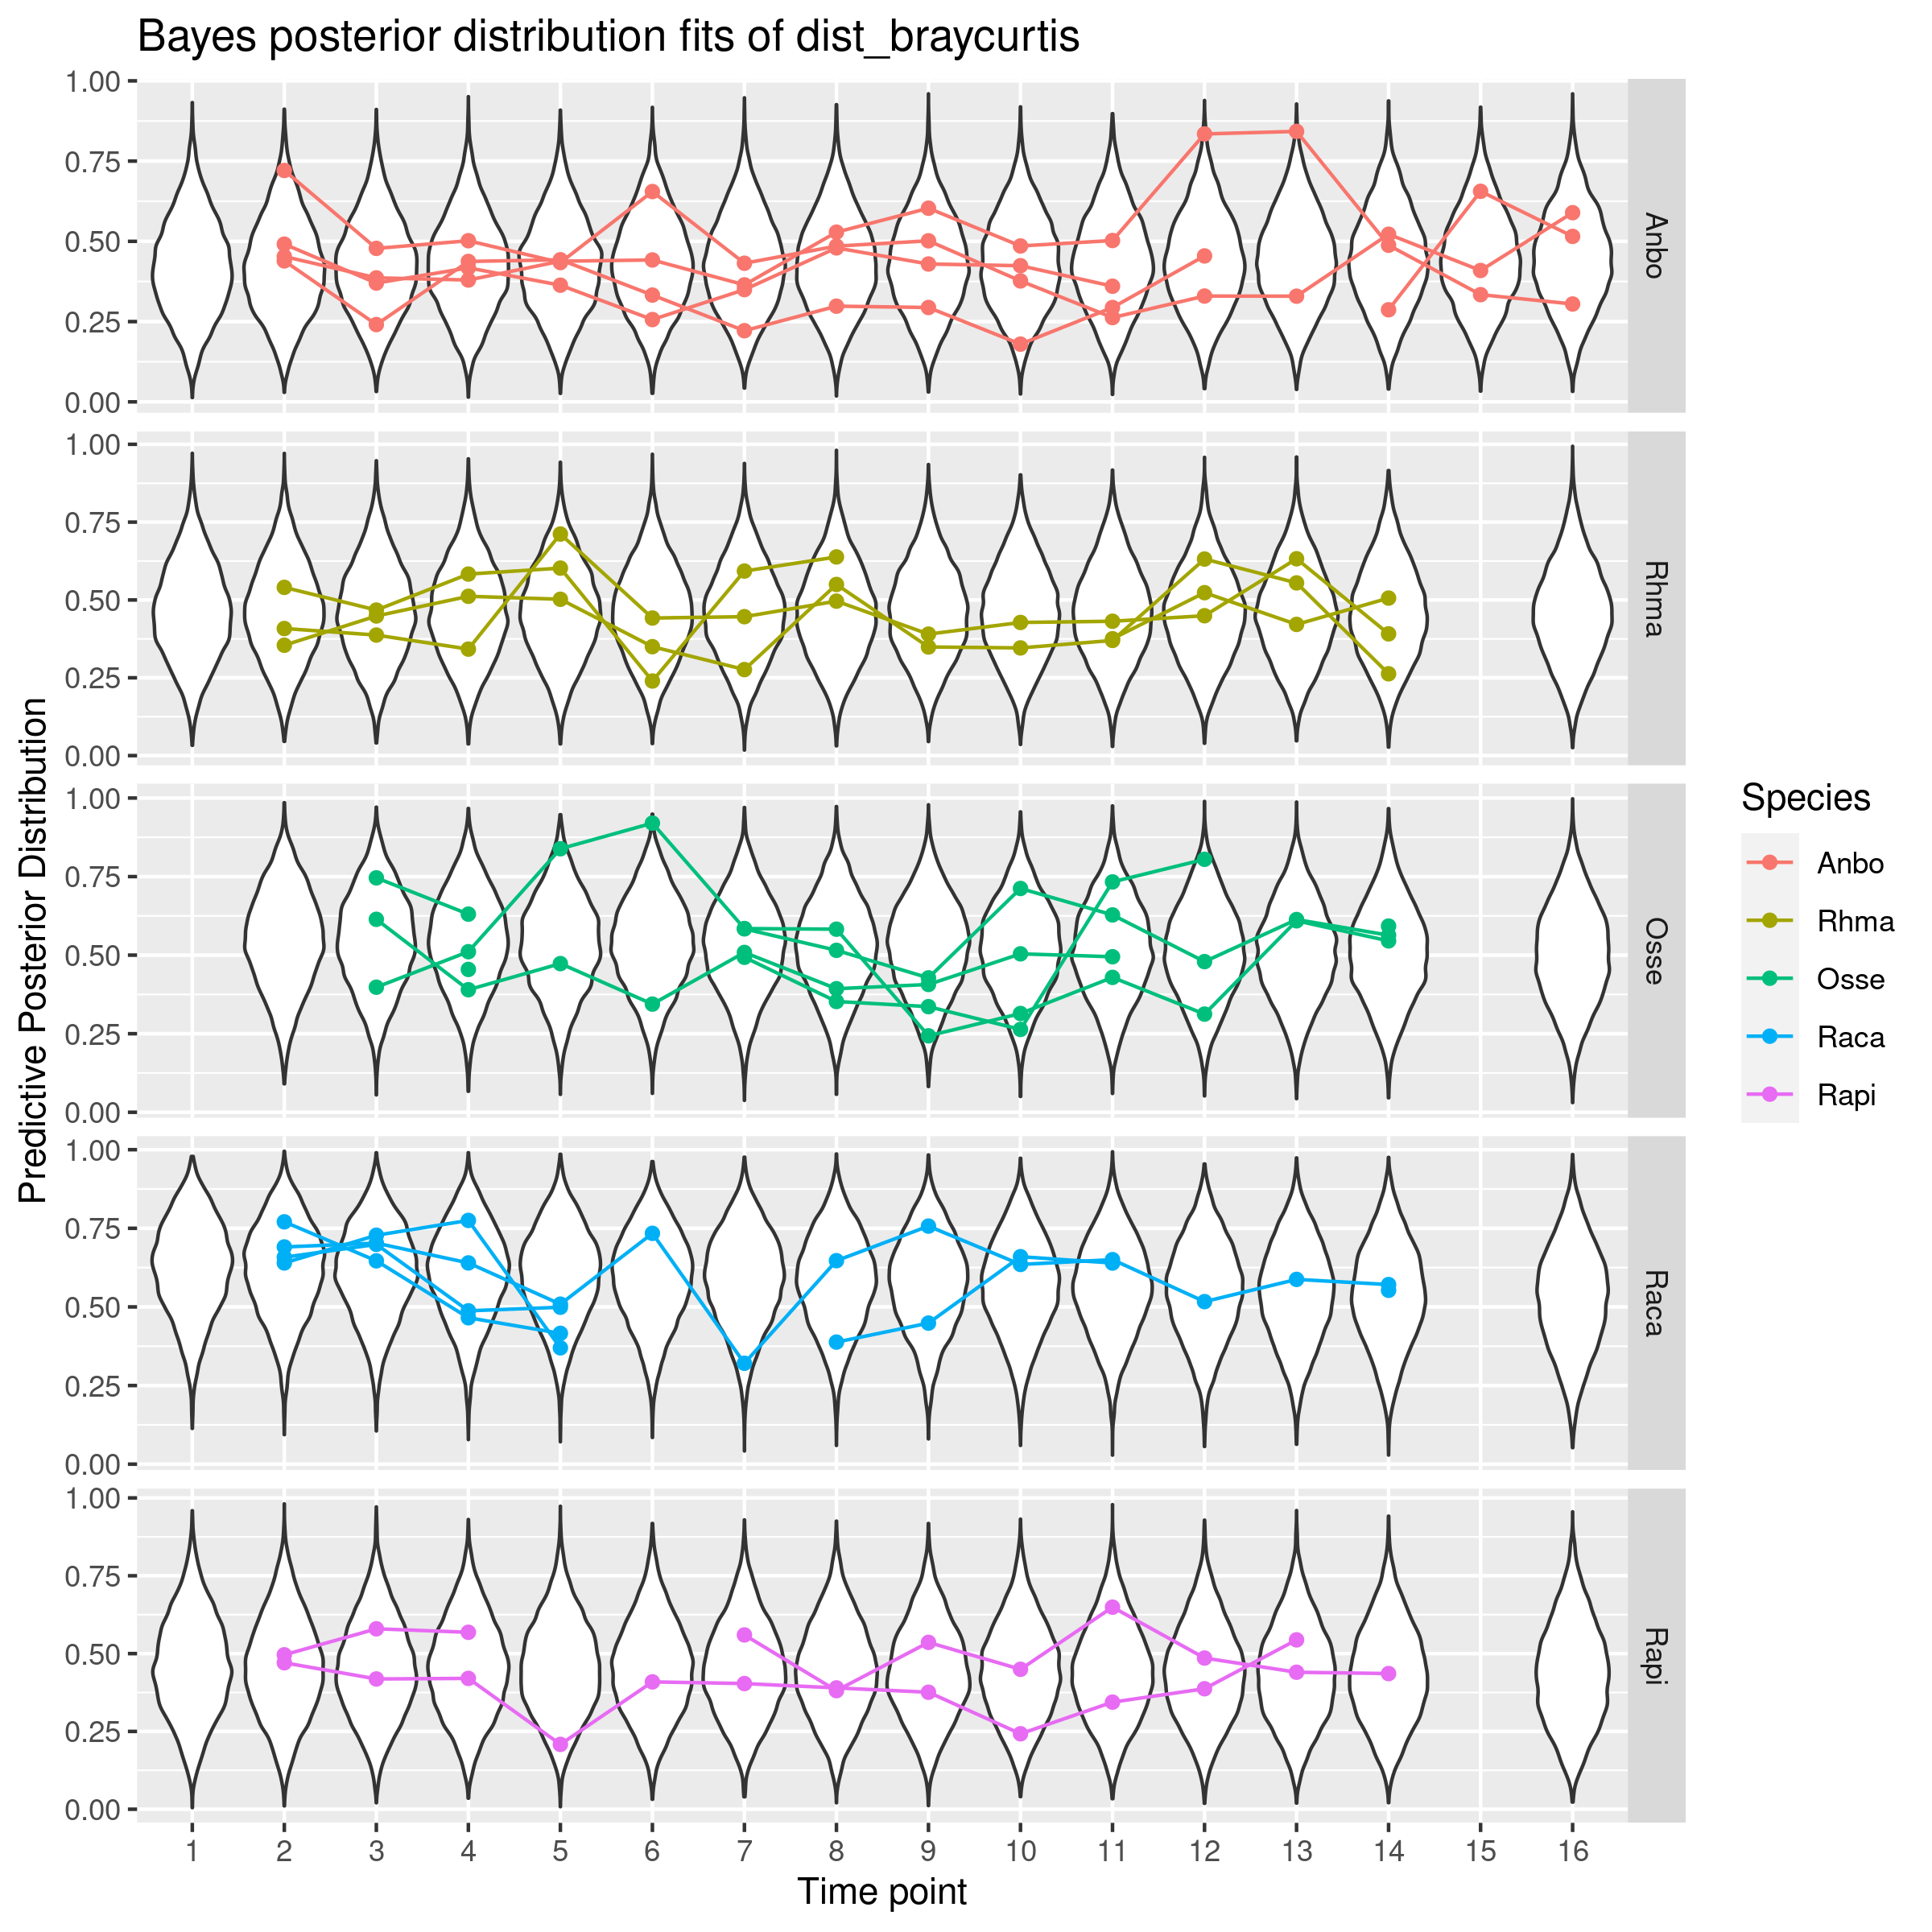 Bayes posterior distribution fits of dist_braycurtis
Predictive Posterior Distribution
1.00
0.75
0.50
0.25
0.00
Anbo
1.00
0.75
0.50
0.25
0.00
Rhma
1.00
0.75
0.50
0.25
0.00
Osse
1.00
0.75
0.50
0.25
0.00
Raca
1.00
0.75
0.50
0.25
0.00
Rapi
1 2 3 4 5 6 7 8 9 10 11 12 13 14 15 16
Time point
Species
Anbo
Rhma
Osse
Raca
Rapi